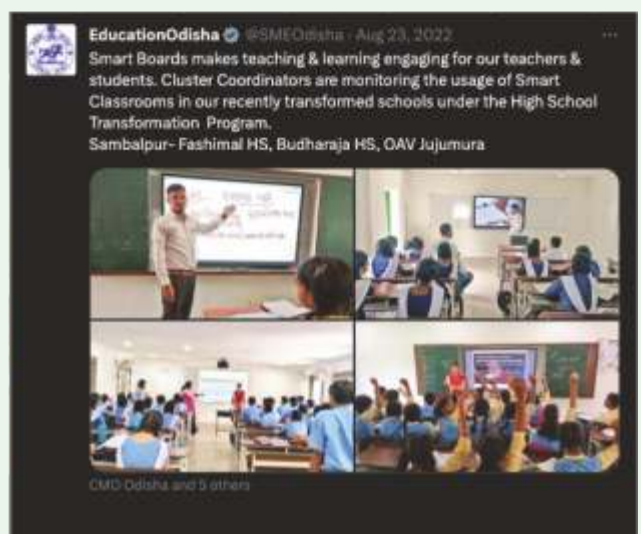 EducationOdisha @SMEOdisha · Aug 23, 2022
Smart Boards makes teaching & learning engaging for our teachers &
students. Cluster Coordinators are monitoring the usage of Smart
Classrooms in our recently transformed schools under the High School
Transformation Program.
Sambalpur- Fashimal HS, Budharaja HS, OAV Jujumura
CMO Odisha and 5 others